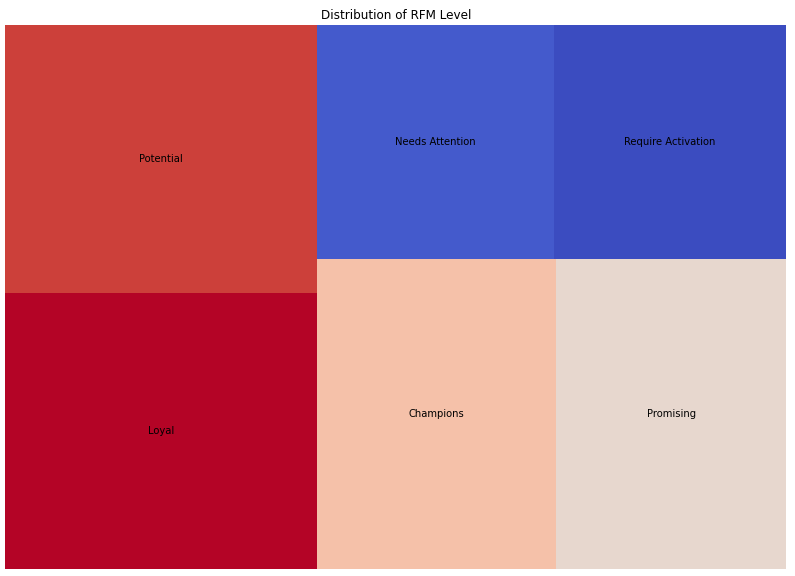 Distribution of RFM Level
Potential
Needs Attention
Require Activation
Loyal
Champions
Promising